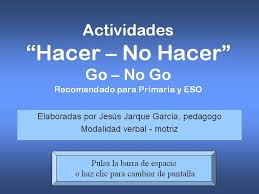 Actividades
“Hacer – No Hacer”
Go – No Go
Recomendado para Primaria y ESO
Elaboradas por Jesús Jarque García, pedagogo
Modalidad verbal - motriz
Pulsa la barra de espacio
o haz clic para cambiar de pantalla